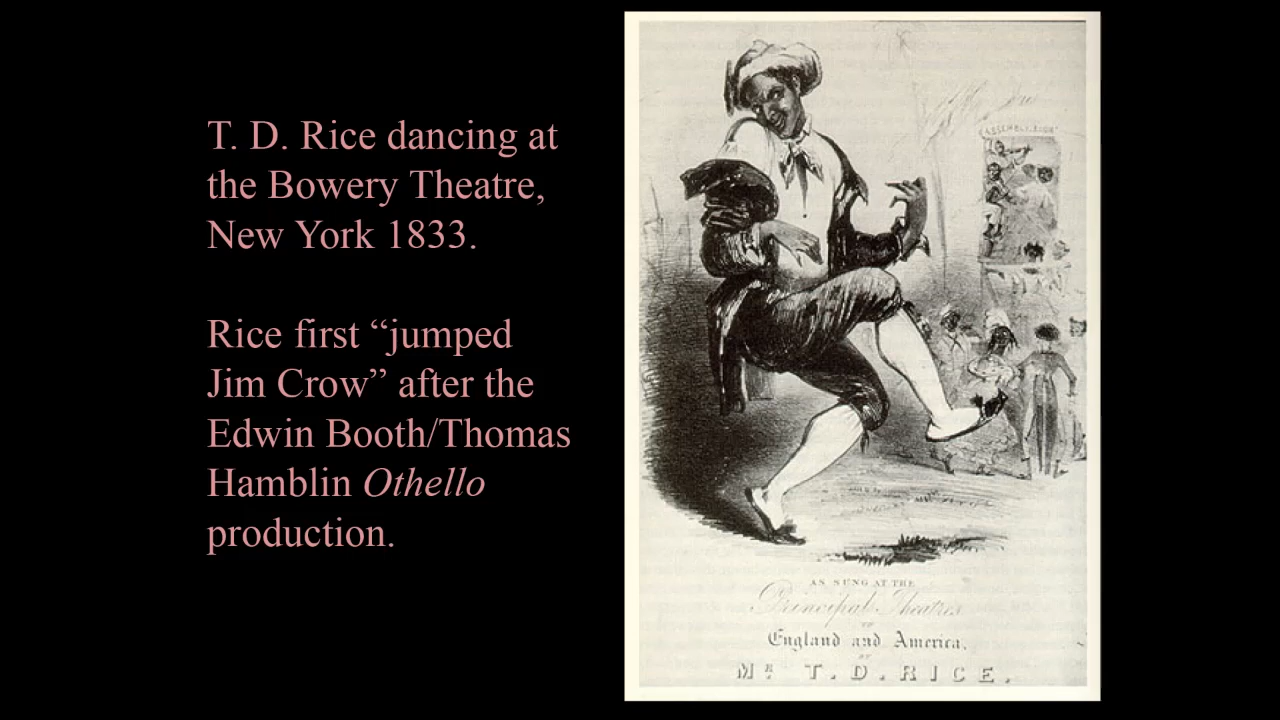 T. D. Rice dancing at
the Bowery Theatre,
New York 1833.
Rice first “jumped
Jim Crow” after the
Edwin Booth/Thomas
Hamblin Othello
production.
AS SUNG AT THE
Principal Theatres
England and America,
BY
MR T. D. RICE.